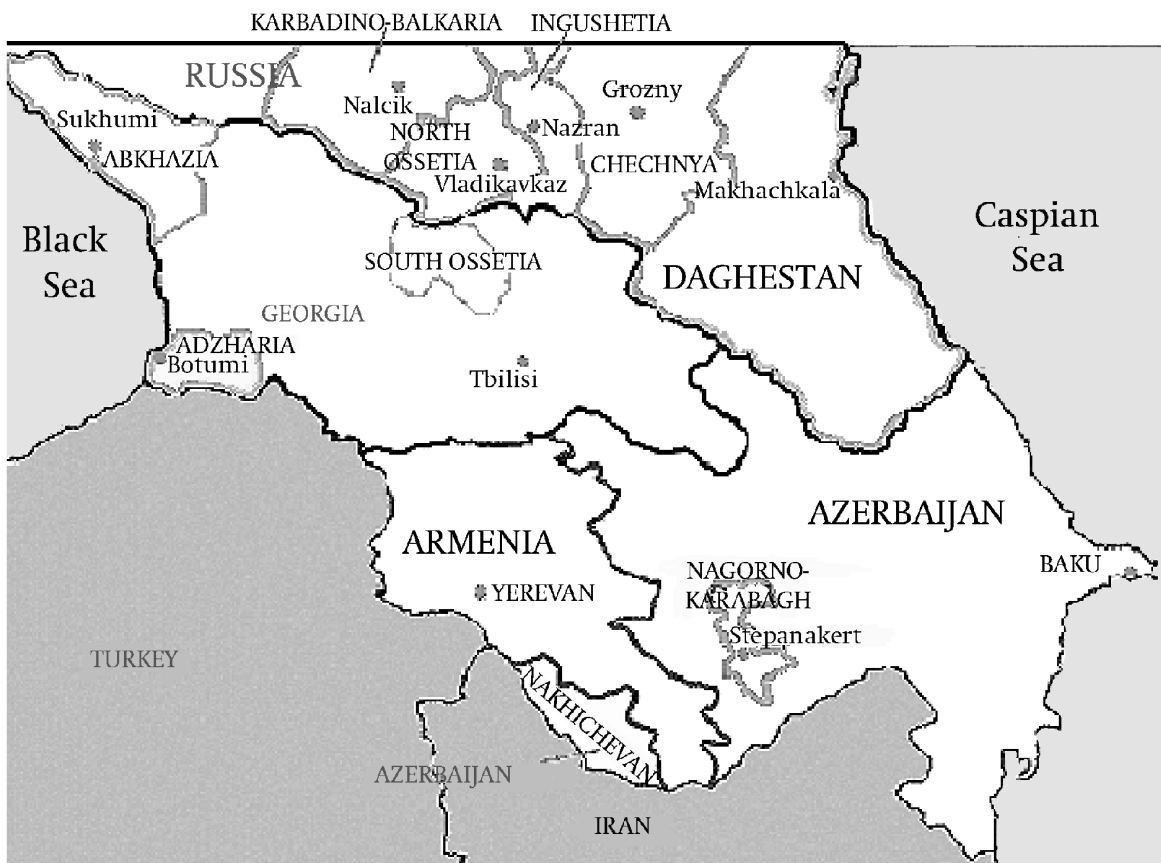 KARBADINO-BALKARIA
INGUSHETIA
RUSSIA
Nalcik
Grozny
Sukhumi
NORTH
OSSETIA
Nazran
ABKHAZIA
CHECHNYA
Vladikavkaz
Makhachkala
Black
Sea
Caspian
Sea
SOUTH OSSETIA
DAGHESTAN
GEORGIA
ADZHARIA
Botumi
Tbilisi
AZERBAIJAN
ARMENIA
BAKU
NAGORNO-
KARABAGH
YEREVAN
Stepanakert
TURKEY
NAKHICHEVAN
AZERBAIJAN
IRAN